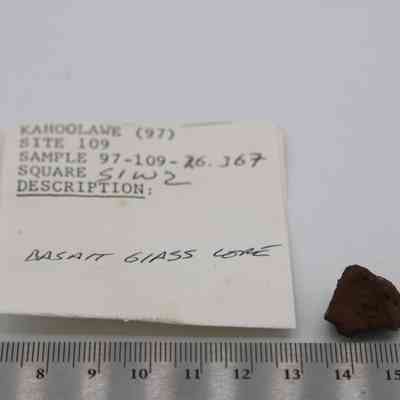 KAHOOLAWE (97)
SITE 109
SAMPLE 97-109-26.367
SQUARE S1W2
DESCRIPTION:
BASALT GLASS CORE
8 9 10 11 12 13 14 15